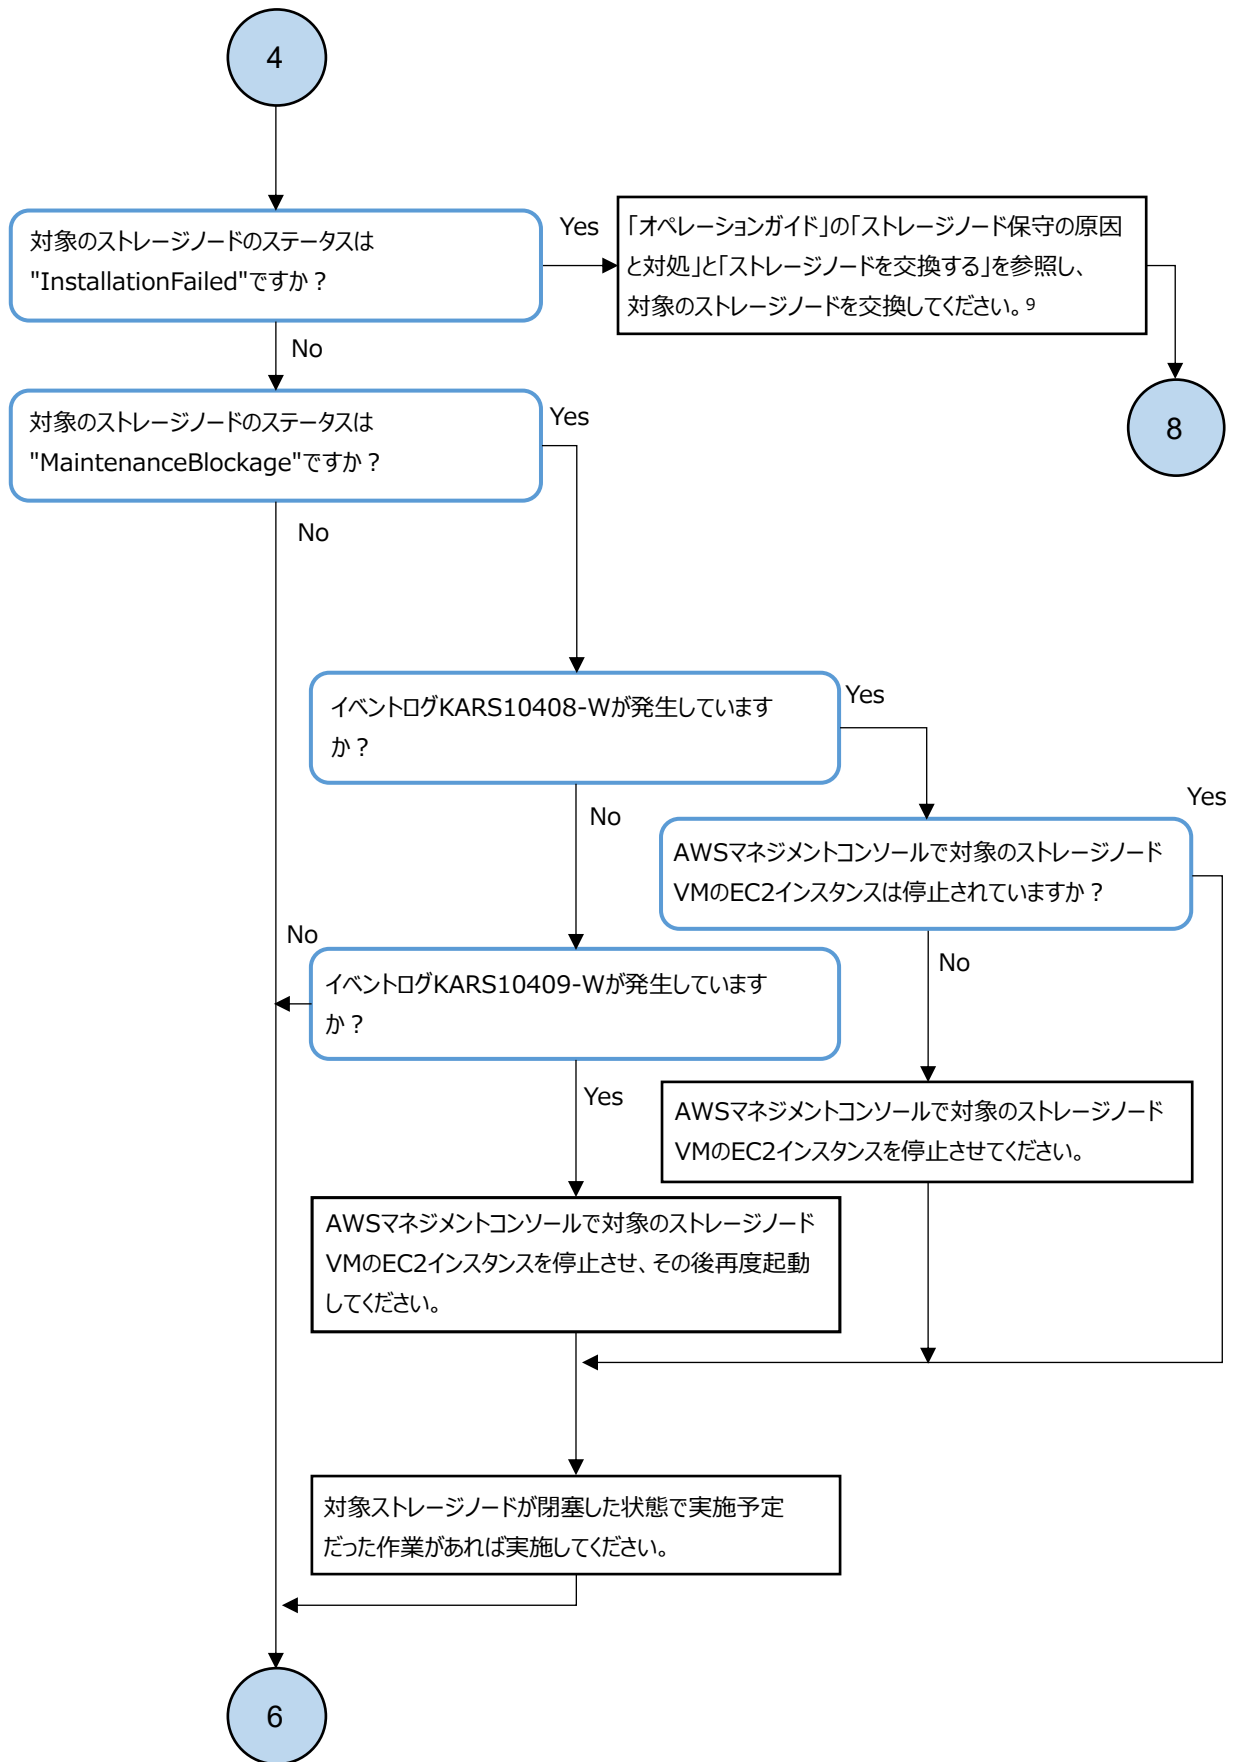 4
対象のストレージノードのステータスは
"InstallationFailed"ですか？
Yes
「オペレーションガイド」の「ストレージノード保守の原因
と対処」と「ストレージノードを交換する」を参照し、
対象のストレージノードを交換してください。9
No
8
対象のストレージノードのステータスは
"MaintenanceBlockage"ですか？
Yes
No
イベントログKARS10408-Wが発生しています
か？
Yes
No
Yes
AWSマネジメントコンソールで対象のストレージノード
VMのEC2インスタンスは停止されていますか？
No
No
イベントログKARS10409-Wが発生しています
か？
Yes
AWSマネジメントコンソールで対象のストレージノード
VMのEC2インスタンスを停止させてください。
AWSマネジメントコンソールで対象のストレージノード
VMのEC2インスタンスを停止させ、その後再度起動
してください。
対象ストレージノードが閉塞した状態で実施予定
だった作業があれば実施してください。
6